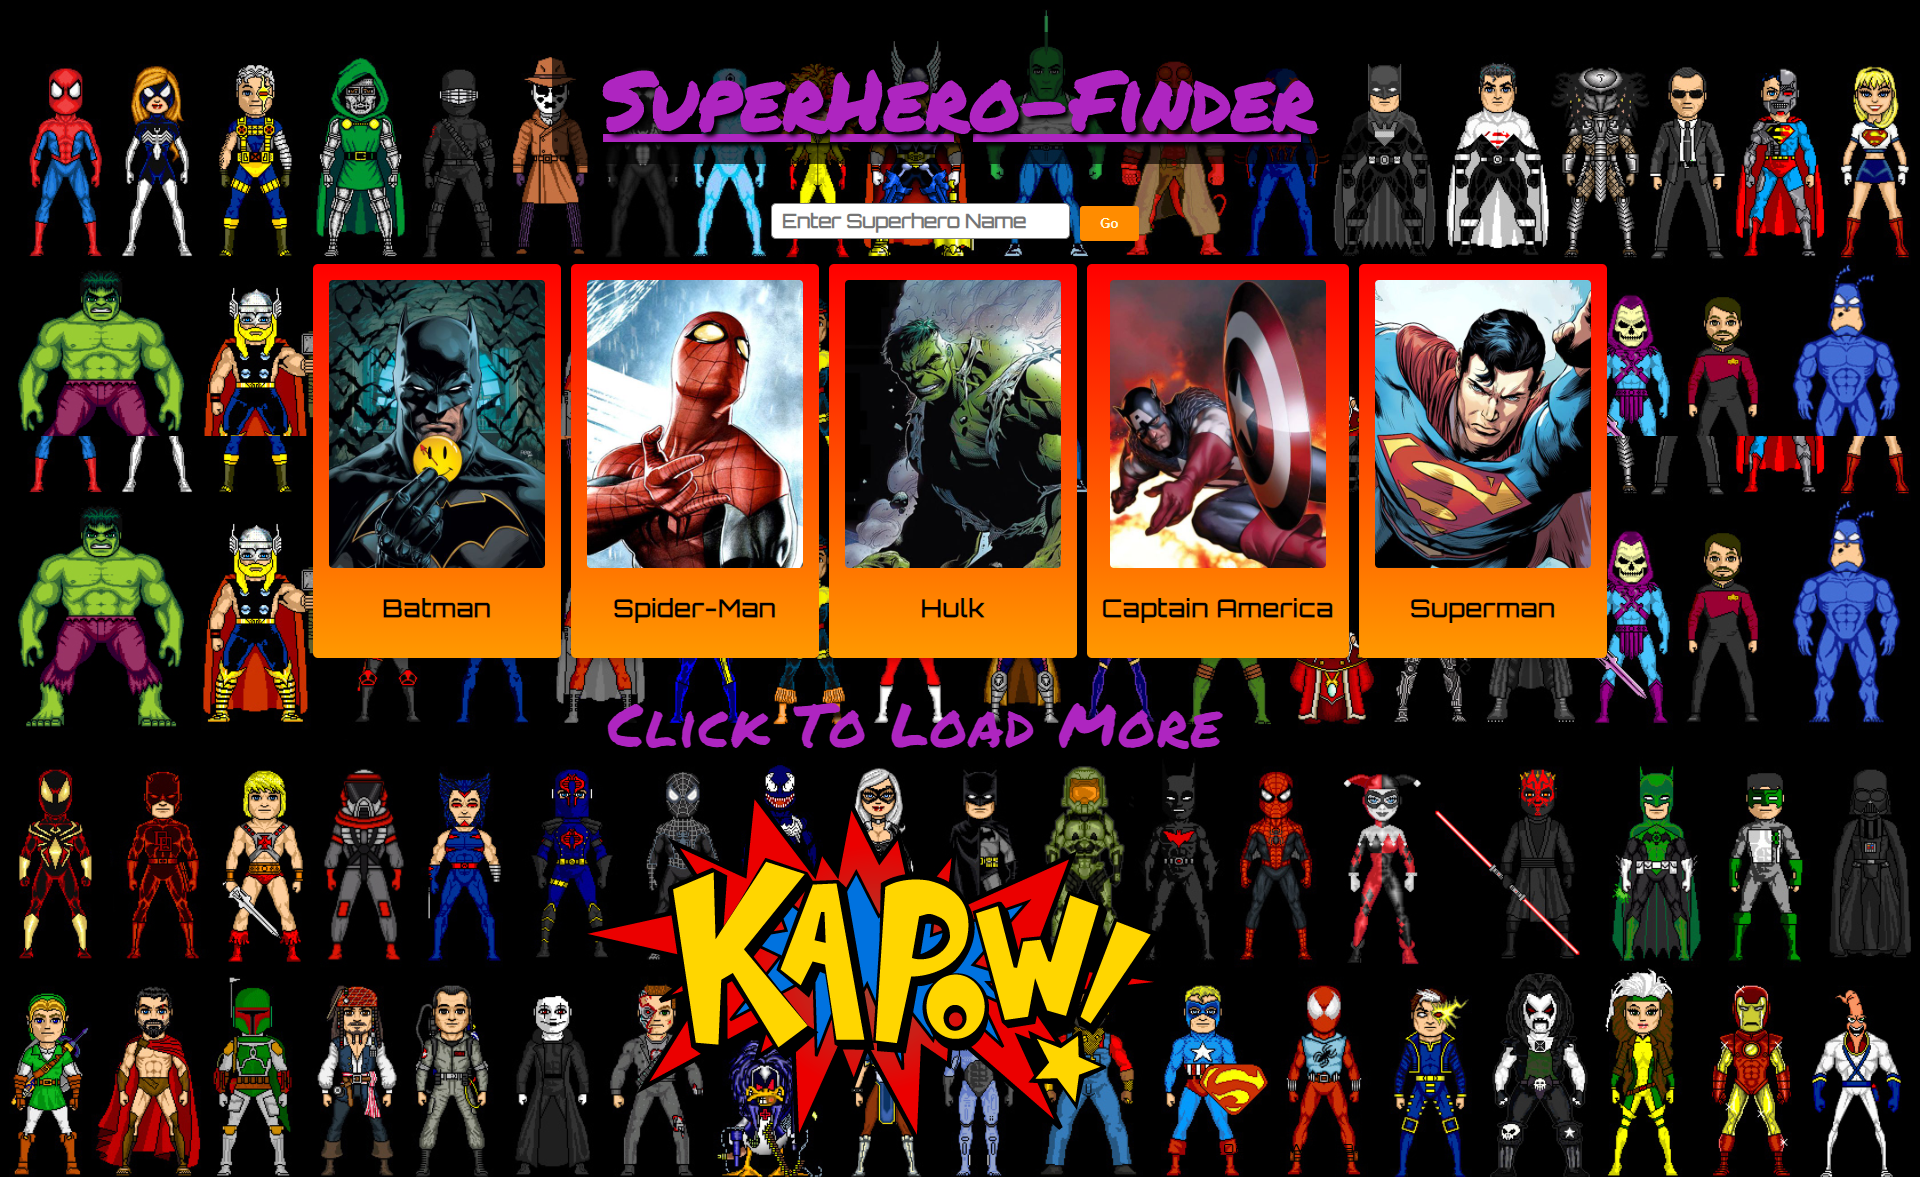 SuperHero-Finder
Enter Superhero Name
Go
Batman
Spider-Man
Hulk
Captain America
Superman
Click To Load More
KAPOW!